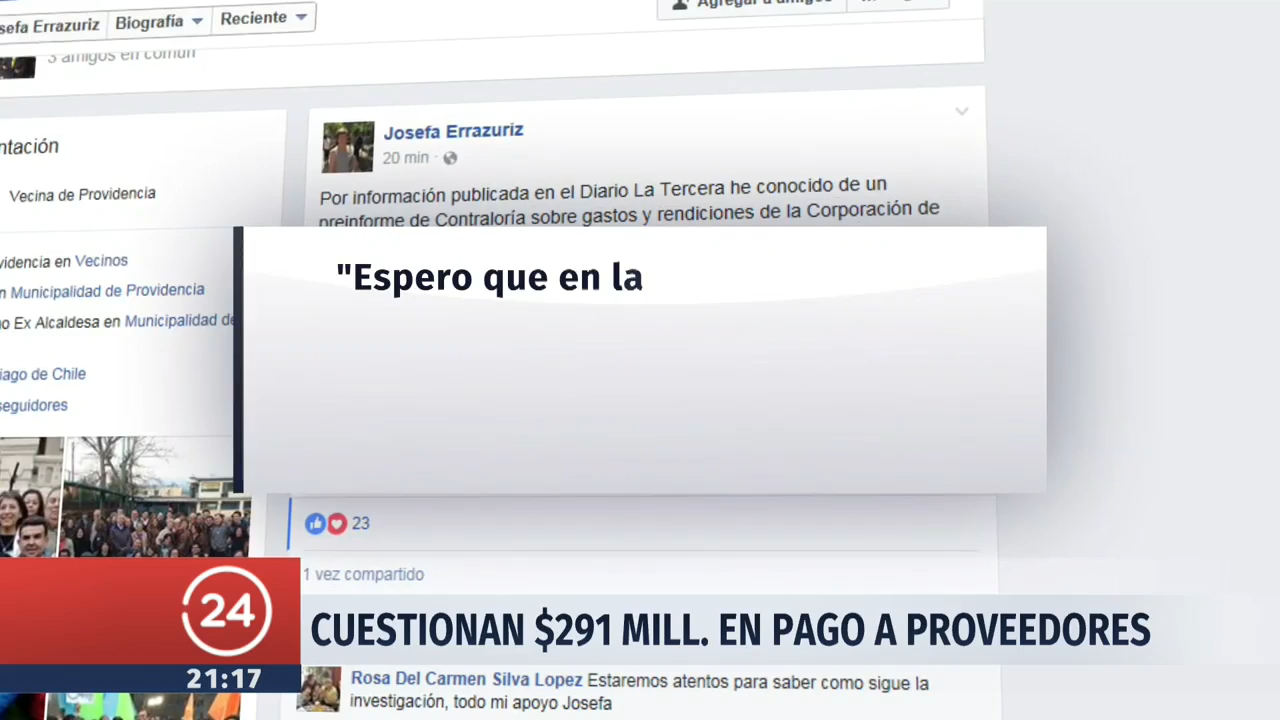 sefa Errazuriz Biografía Reciente
Agregar a amigos
3 amigos en común
ntación
Vecina de Providencia
videncia en Vecinos
n Municipalidad de Providencia
o Ex Alcaldesa en Municipalidad de
iago de Chile
seguidores
Josefa Errazuriz
20 min
Por información publicada en el Diario La Tercera he conocido de un
preinforme de Contraloría sobre gastos y rendiciones de la Corporación de
"Espero que en la
23
1 vez compartido
24
CUESTIONAN $291 MILL. EN PAGO A PROVEEDORES
21:17
Rosa Del Carmen Silva Lopez Estaremos atentos para saber como sigue la
investigación, todo mi apoyo Josefa